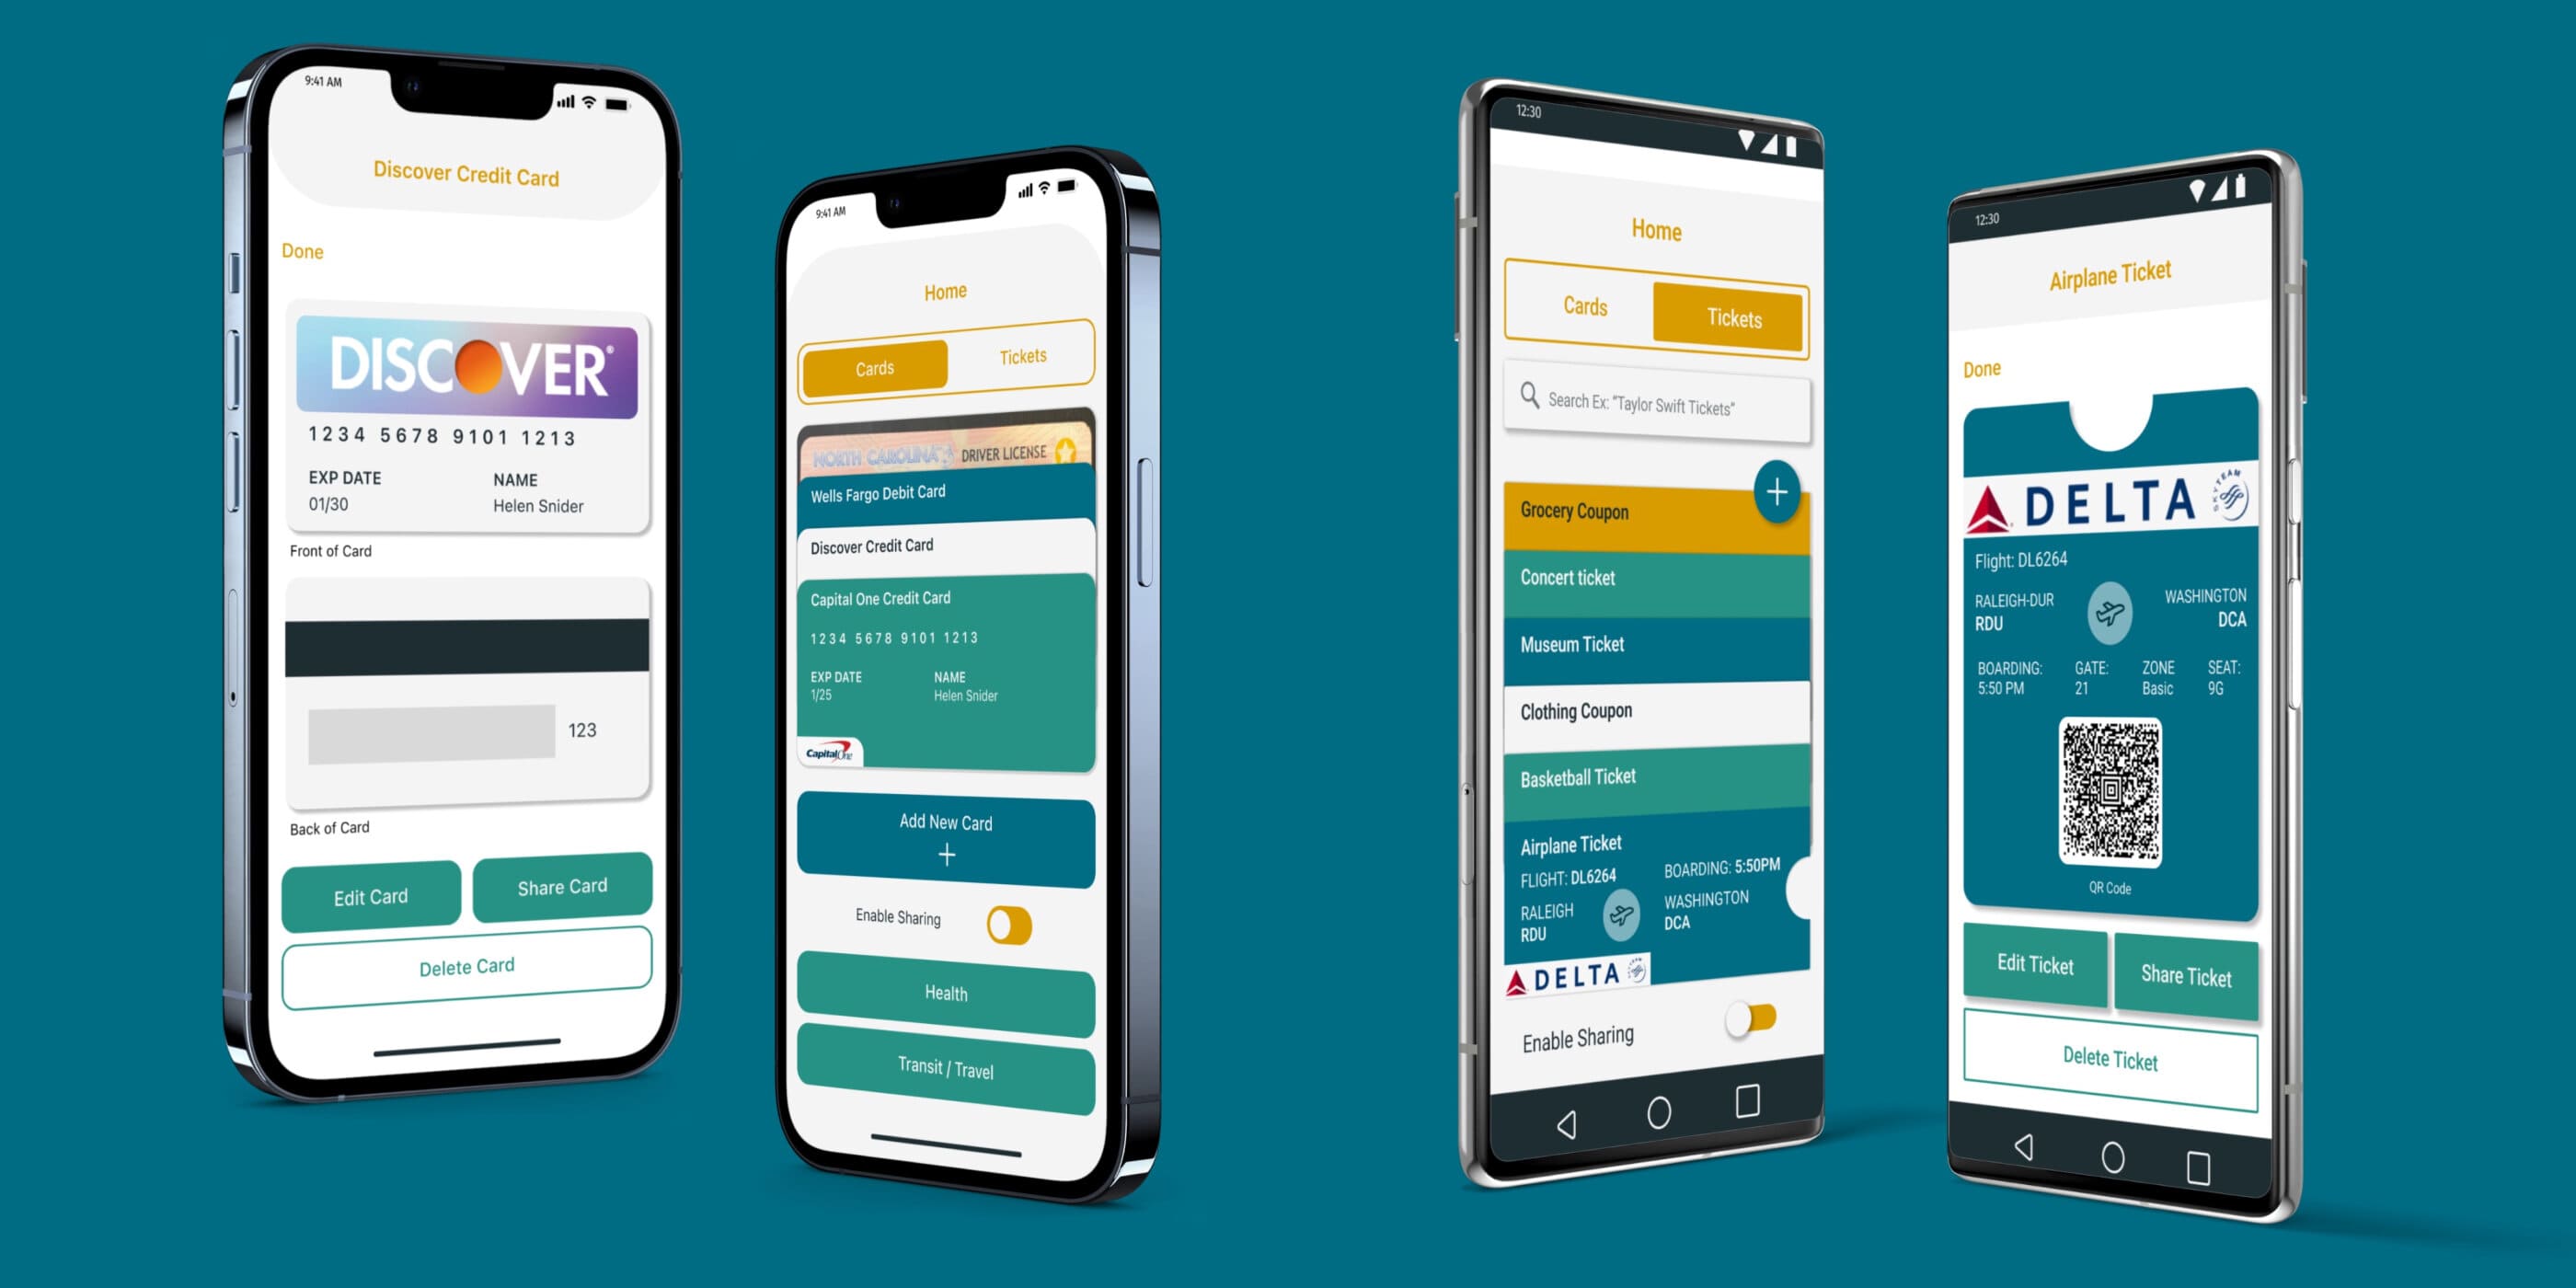 9:41 AM
Discover Credit Card
Done
DISCOVER®
1234 5678 9101 1213
EXP DATE
01/30
NAME
Helen Snider
Front of Card
123
Back of Card
Edit Card
Share Card
Delete Card
9:41 AM
Home
Cards
Tickets
NORTH CAROLINA DRIVER LICENSE
Wells Fargo Debit Card
Discover Credit Card
Capital One Credit Card
1234 5678 9101 1213
EXP DATE
1/25
NAME
Helen Snider
CapitalOne
Add New Card
+
Enable Sharing
Health
Transit / Travel
12:30
Home
Cards
Tickets
Search Ex: “Taylor Swift Tickets”
+
Grocery Coupon
Concert ticket
Museum Ticket
Clothing Coupon
Basketball Ticket
Airplane Ticket
FLIGHT: DL6264
BOARDING: 5:50PM
RALEIGH
RDU
WASHINGTON
DCA
DELTA
Enable Sharing
12:30
Airplane Ticket
Done
DELTA
SKYTEAM
Flight: DL6264
RALEIGH-DUR
RDU
WASHINGTON
DCA
BOARDING:
5:50 PM
GATE:
21
ZONE
Basic
SEAT:
9G
QR Code
Edit Ticket
Share Ticket
Delete Ticket